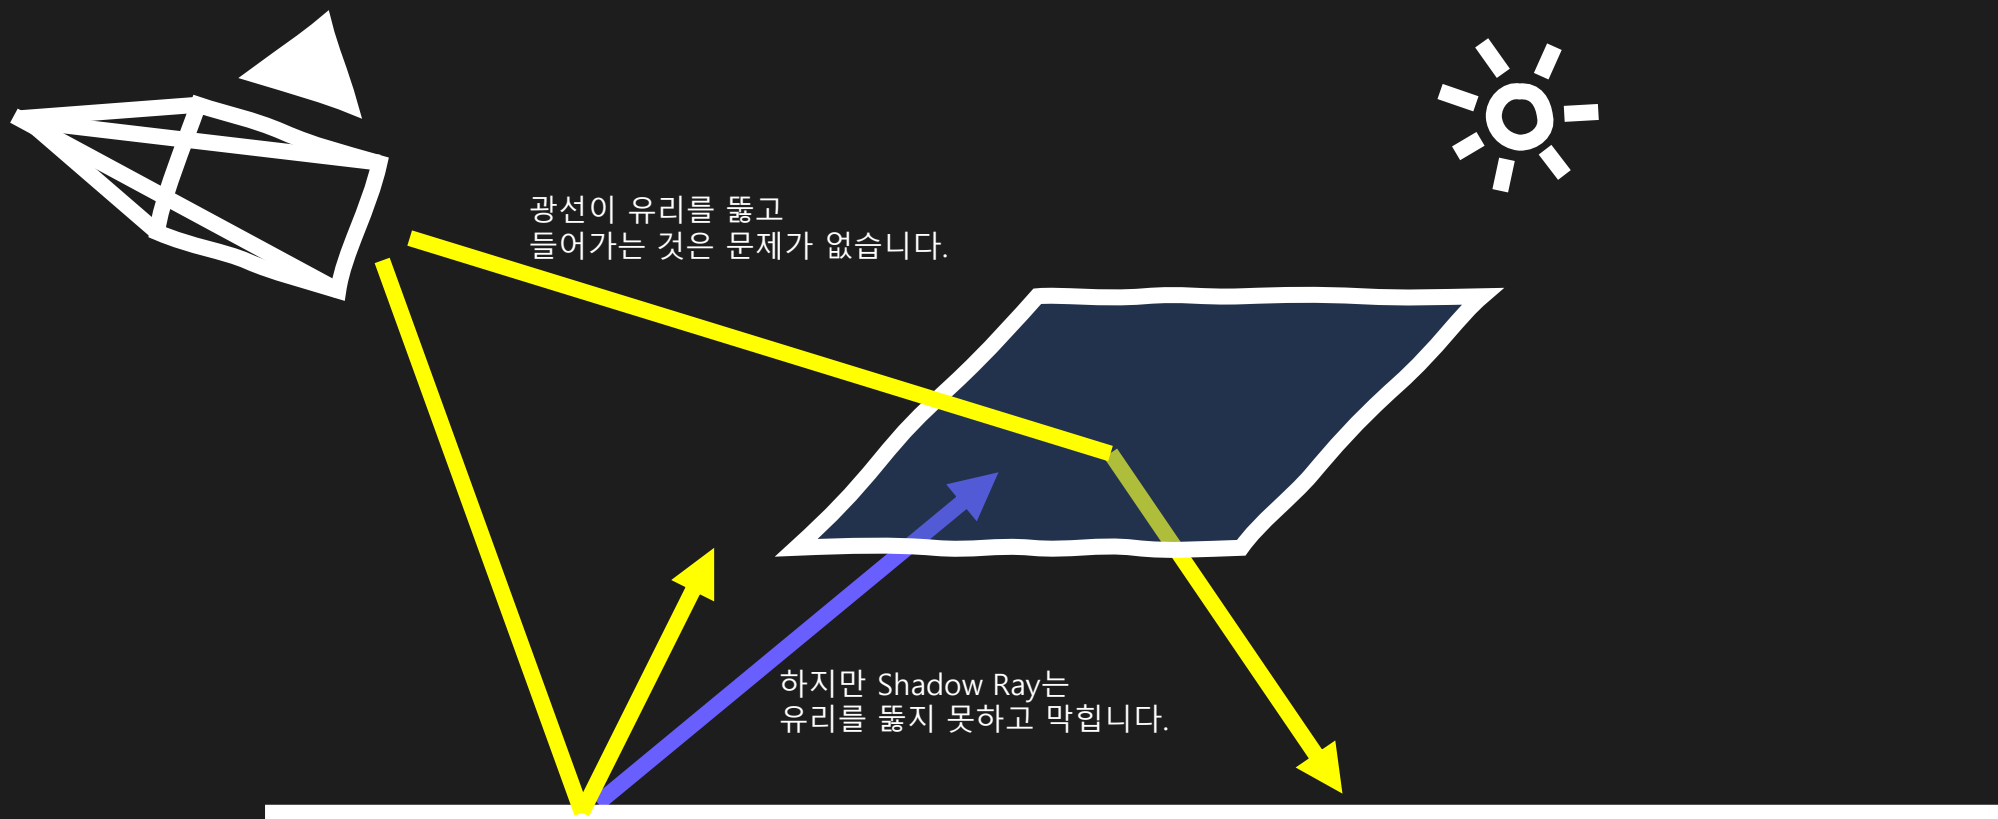 광선이 유리를 뚫고
들어가는 것은 문제가 없습니다.
하지만 Shadow Ray는
유리를 뚫지 못하고 막힙니다.